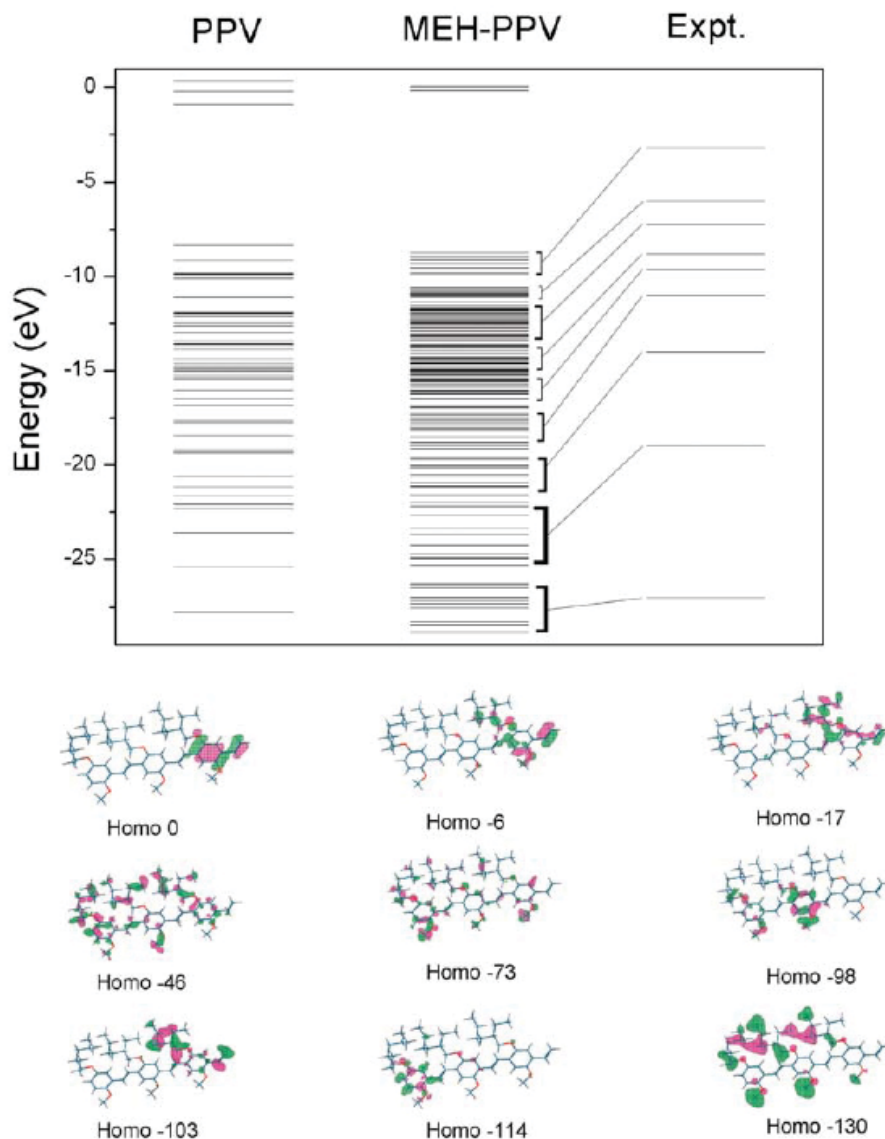 PPV MEH-PPV Expt.
0
-5
-10
-15
-20
-25
Energy (eV)
Homo 0 Homo -6 Homo -17
Homo -46 Homo -73 Homo -98
Homo -103 Homo -114 Homo -130